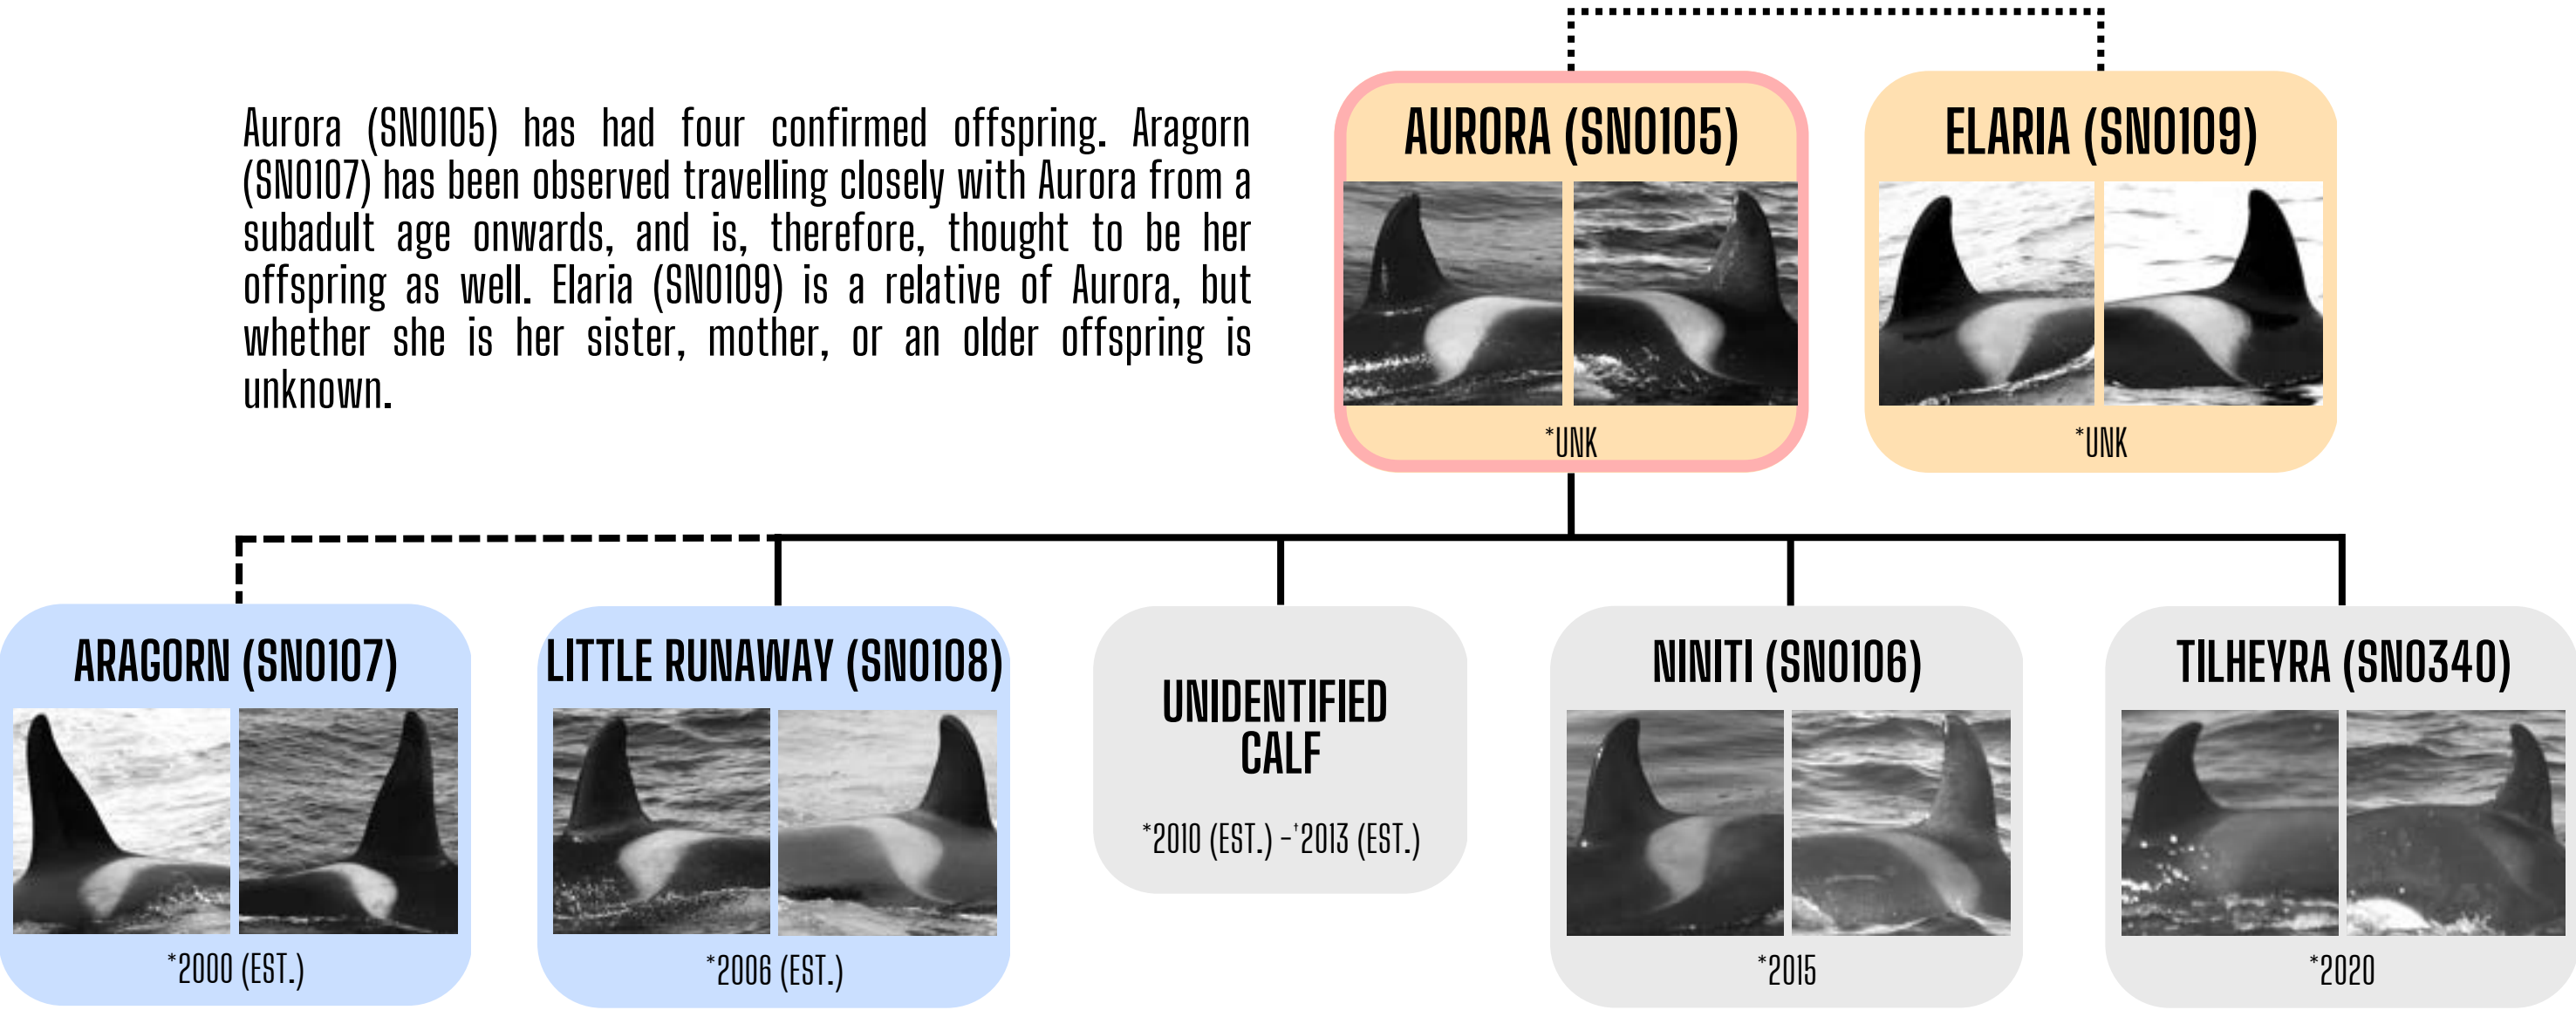 Aurora (SN0105) has had four confirmed offspring. Aragorn
(SN0107) has been observed travelling closely with Aurora from a
subadult age onwards, and is, therefore, thought to be her
offspring as well. Elaria (SN0109) is a relative of Aurora, but
whether she is her sister, mother, or an older offspring is
unknown.
AURORA (SN0105)
*UNK
ELARIA (SN0109)
*UNK
ARAGORN (SN0107)
*2000 (EST.)
LITTLE RUNAWAY (SN0108)
*2006 (EST.)
UNIDENTIFIED
CALF
*2010 (EST.) -†2013 (EST.)
NINITI (SN0106)
*2015
TILHEYRA (SN0340)
*2020